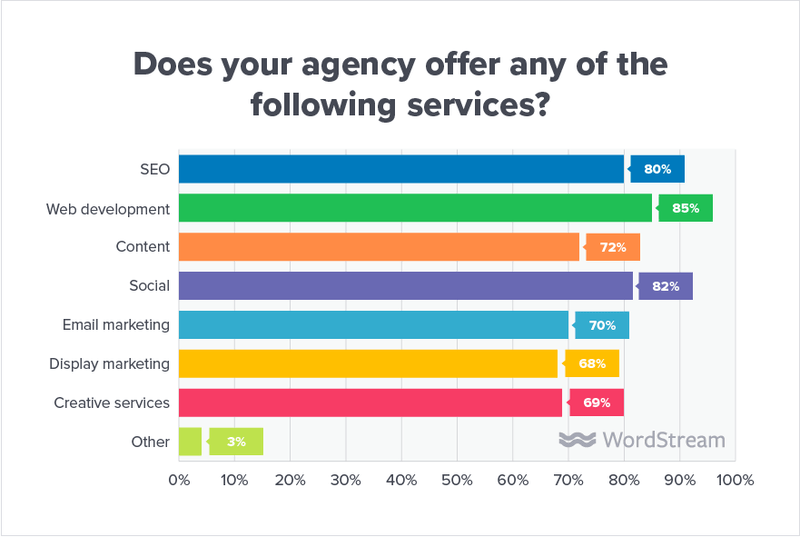 Does your agency offer any of the
following services?
SEO 80%
Web development 85%
Content 72%
Social 82%
Email marketing 70%
Display marketing 68%
Creative services 69%
Other 3%
WordStream
0% 10% 20% 30% 40% 50% 60% 70% 80% 90% 100%